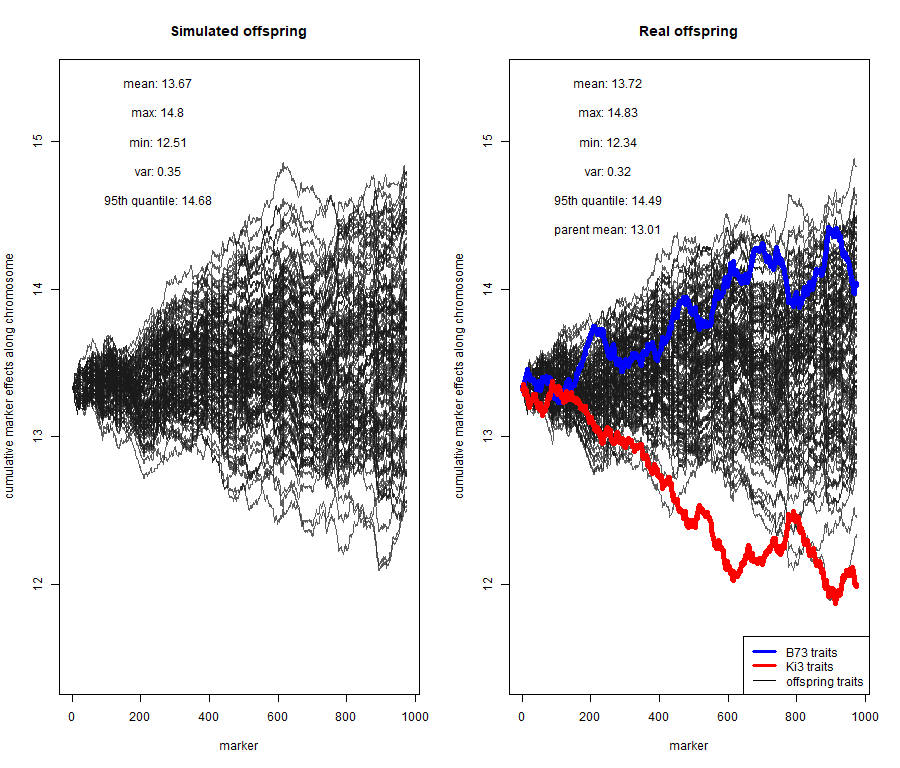 Simulated offspring
mean: 13.67
max: 14.8
min: 12.51
var: 0.35
95th quantile: 14.68
cumulative marker effects along chromosome
15
14
13
12
0 200 400 600 800 1000
marker
Real offspring
mean: 13.72
max: 14.83
min: 12.34
var: 0.32
95th quantile: 14.49
parent mean: 13.01
cumulative marker effects along chromosome
15
14
13
12
B73 traits
Ki3 traits
offspring traits
0 200 400 600 800 1000
marker